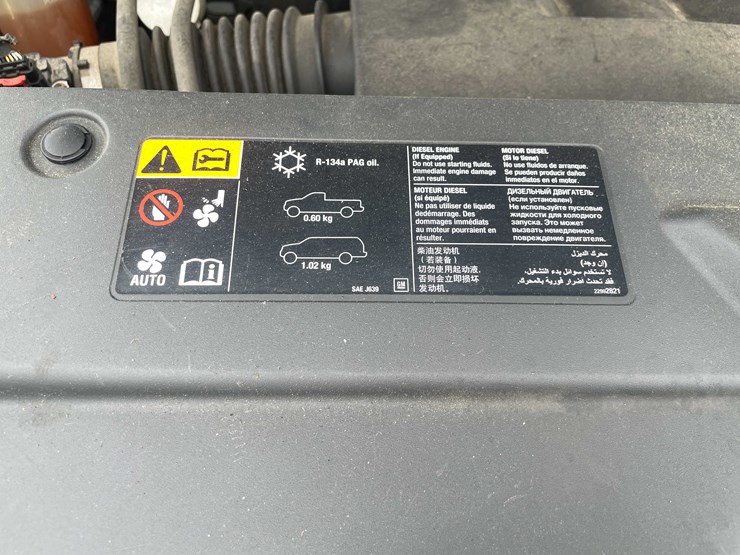 R-134a PAG oil.
0.60 kg
1.02 kg
AUTO
SAE J639
GM
DIESEL ENGINE
(If Equipped)
Do not use starting fluids.
Immediate engine damage
can result.
MOTOR DIESEL
(Si lo tiene)
No use fluidos de arranque.
Se pueden producir daños
inmediatos en el motor.
MOTEUR DIESEL
(si équipé)
Ne pas utiliser de liquide
dedémarrage. Des
dommages immédiats
au moteur pourraient en
résulter.
ДИЗЕЛЬНЫЙ ДВИГАТЕЛЬ
(если установлен)
Не используйте пусковые
жидкости для холодного
запуска. Это может
вызвать немедленное
повреждение двигателя.
柴油发动机
（若装备）
切勿使用起动液.
否则会立即损坏
发动机.
محرك الديزل
(إن وجد)
لا تستخدم سوائل بدء التشغيل،
فقد تحدث أضرار فورية بالمحرك.
22992821